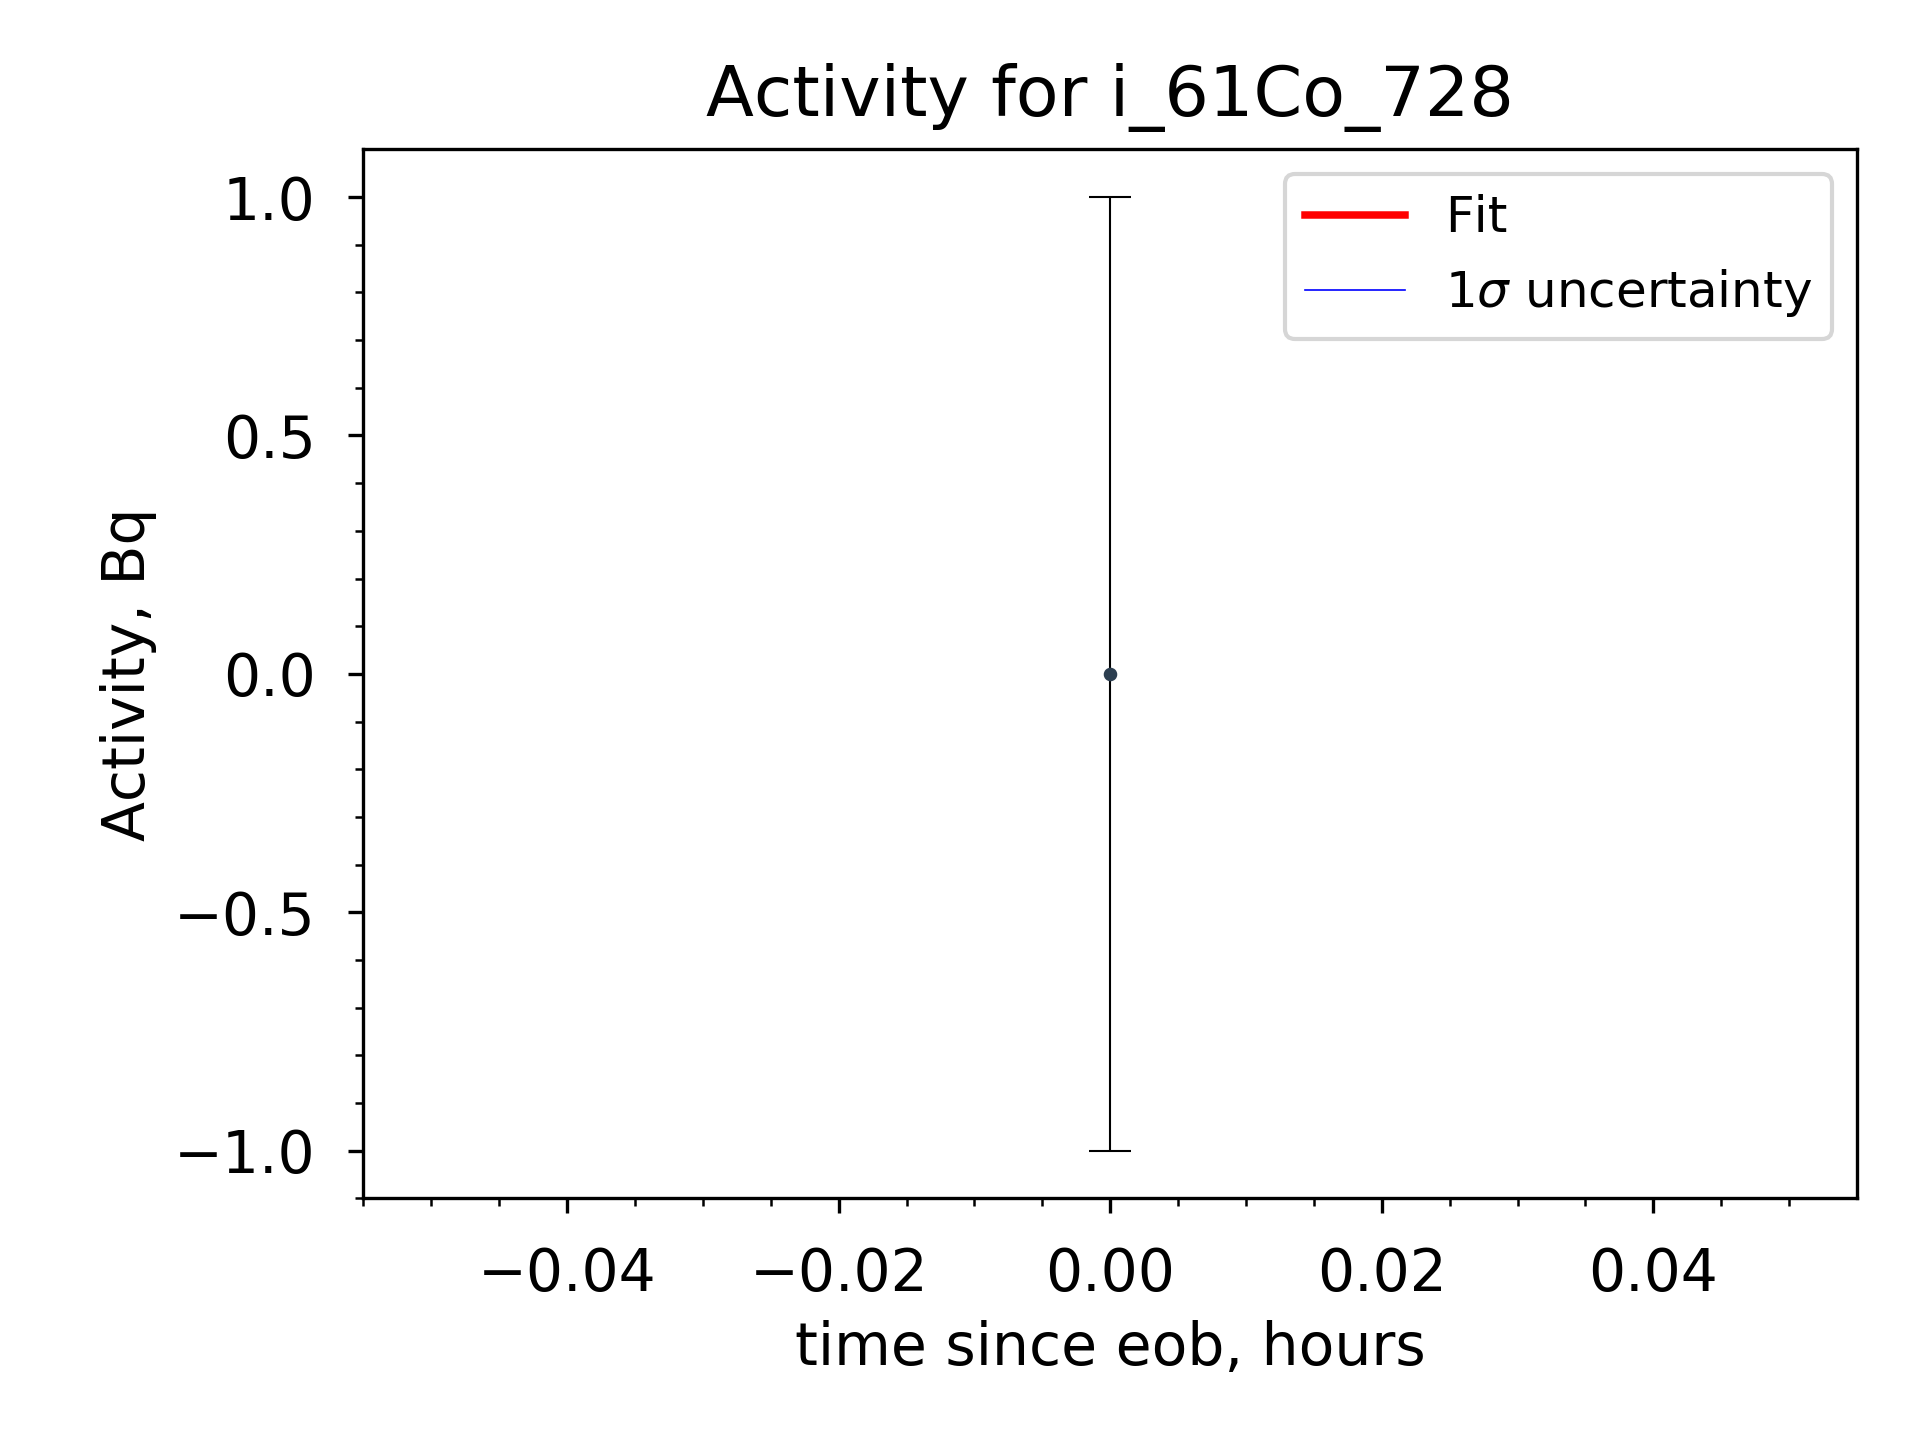 Activity for i_61Co_728
Fit
1σ uncertainty
1.0
0.5
0.0
−0.5
−1.0
Activity, Bq
−0.04 −0.02 0.00 0.02 0.04
time since eob, hours